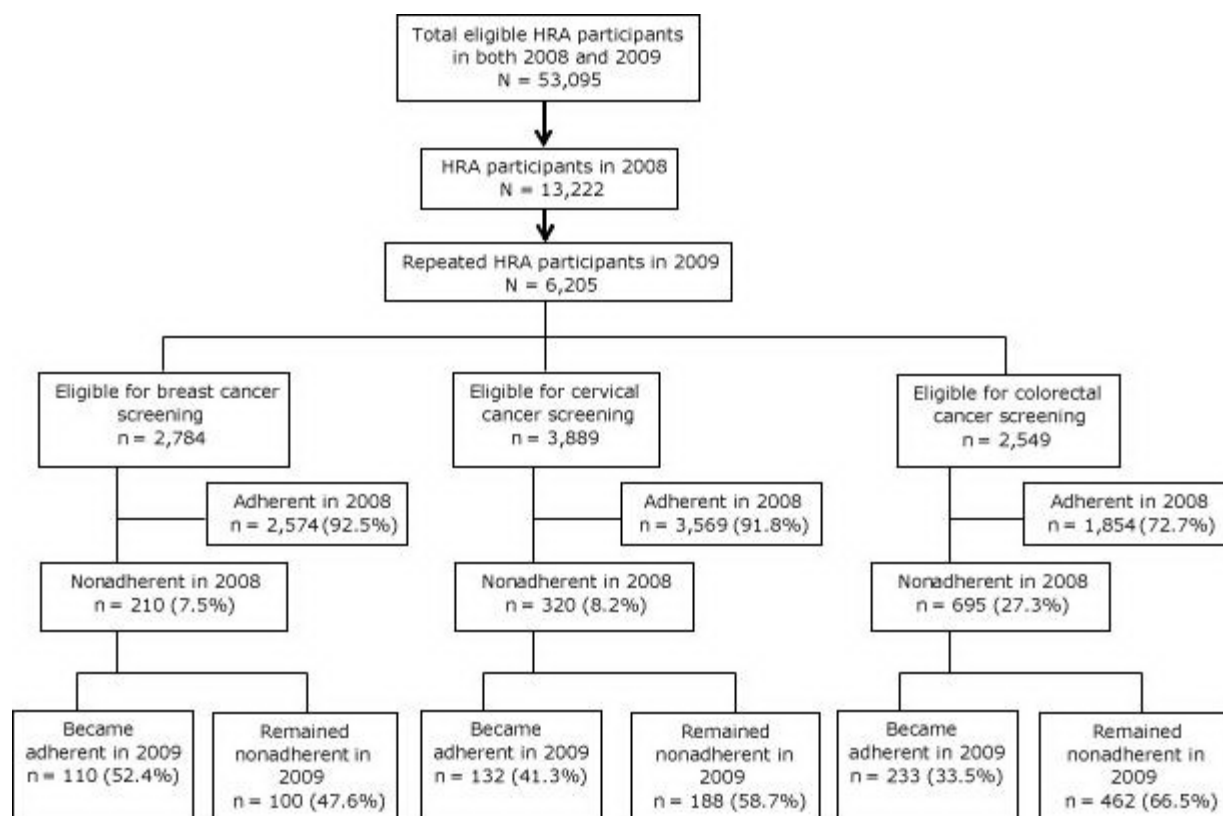 Total eligible HRA participants
in both 2008 and 2009
N = 53,095
HRA participants in 2008
N = 13,222
Repeated HRA participants in 2009
N = 6,205
Eligible for breast cancer
screening
n = 2,784
Eligible for cervical
cancer screening
n = 3,889
Eligible for colorectal
cancer screening
n = 2,549
Adherent in 2008
n = 2,574 (92.5%)
Adherent in 2008
n = 3,569 (91.8%)
Adherent in 2008
n = 1,854 (72.7%)
Nonadherent in 2008
n = 210 (7.5%)
Nonadherent in 2008
n = 320 (8.2%)
Nonadherent in 2008
n = 695 (27.3%)
Became
adherent in 2009
n = 110 (52.4%)
Remained
nonadherent in
2009
n = 100 (47.6%)
Became
adherent in 2009
n = 132 (41.3%)
Remained
nonadherent in
2009
n = 188 (58.7%)
Became
adherent in 2009
n = 233 (33.5%)
Remained
nonadherent in
2009
n = 462 (66.5%)